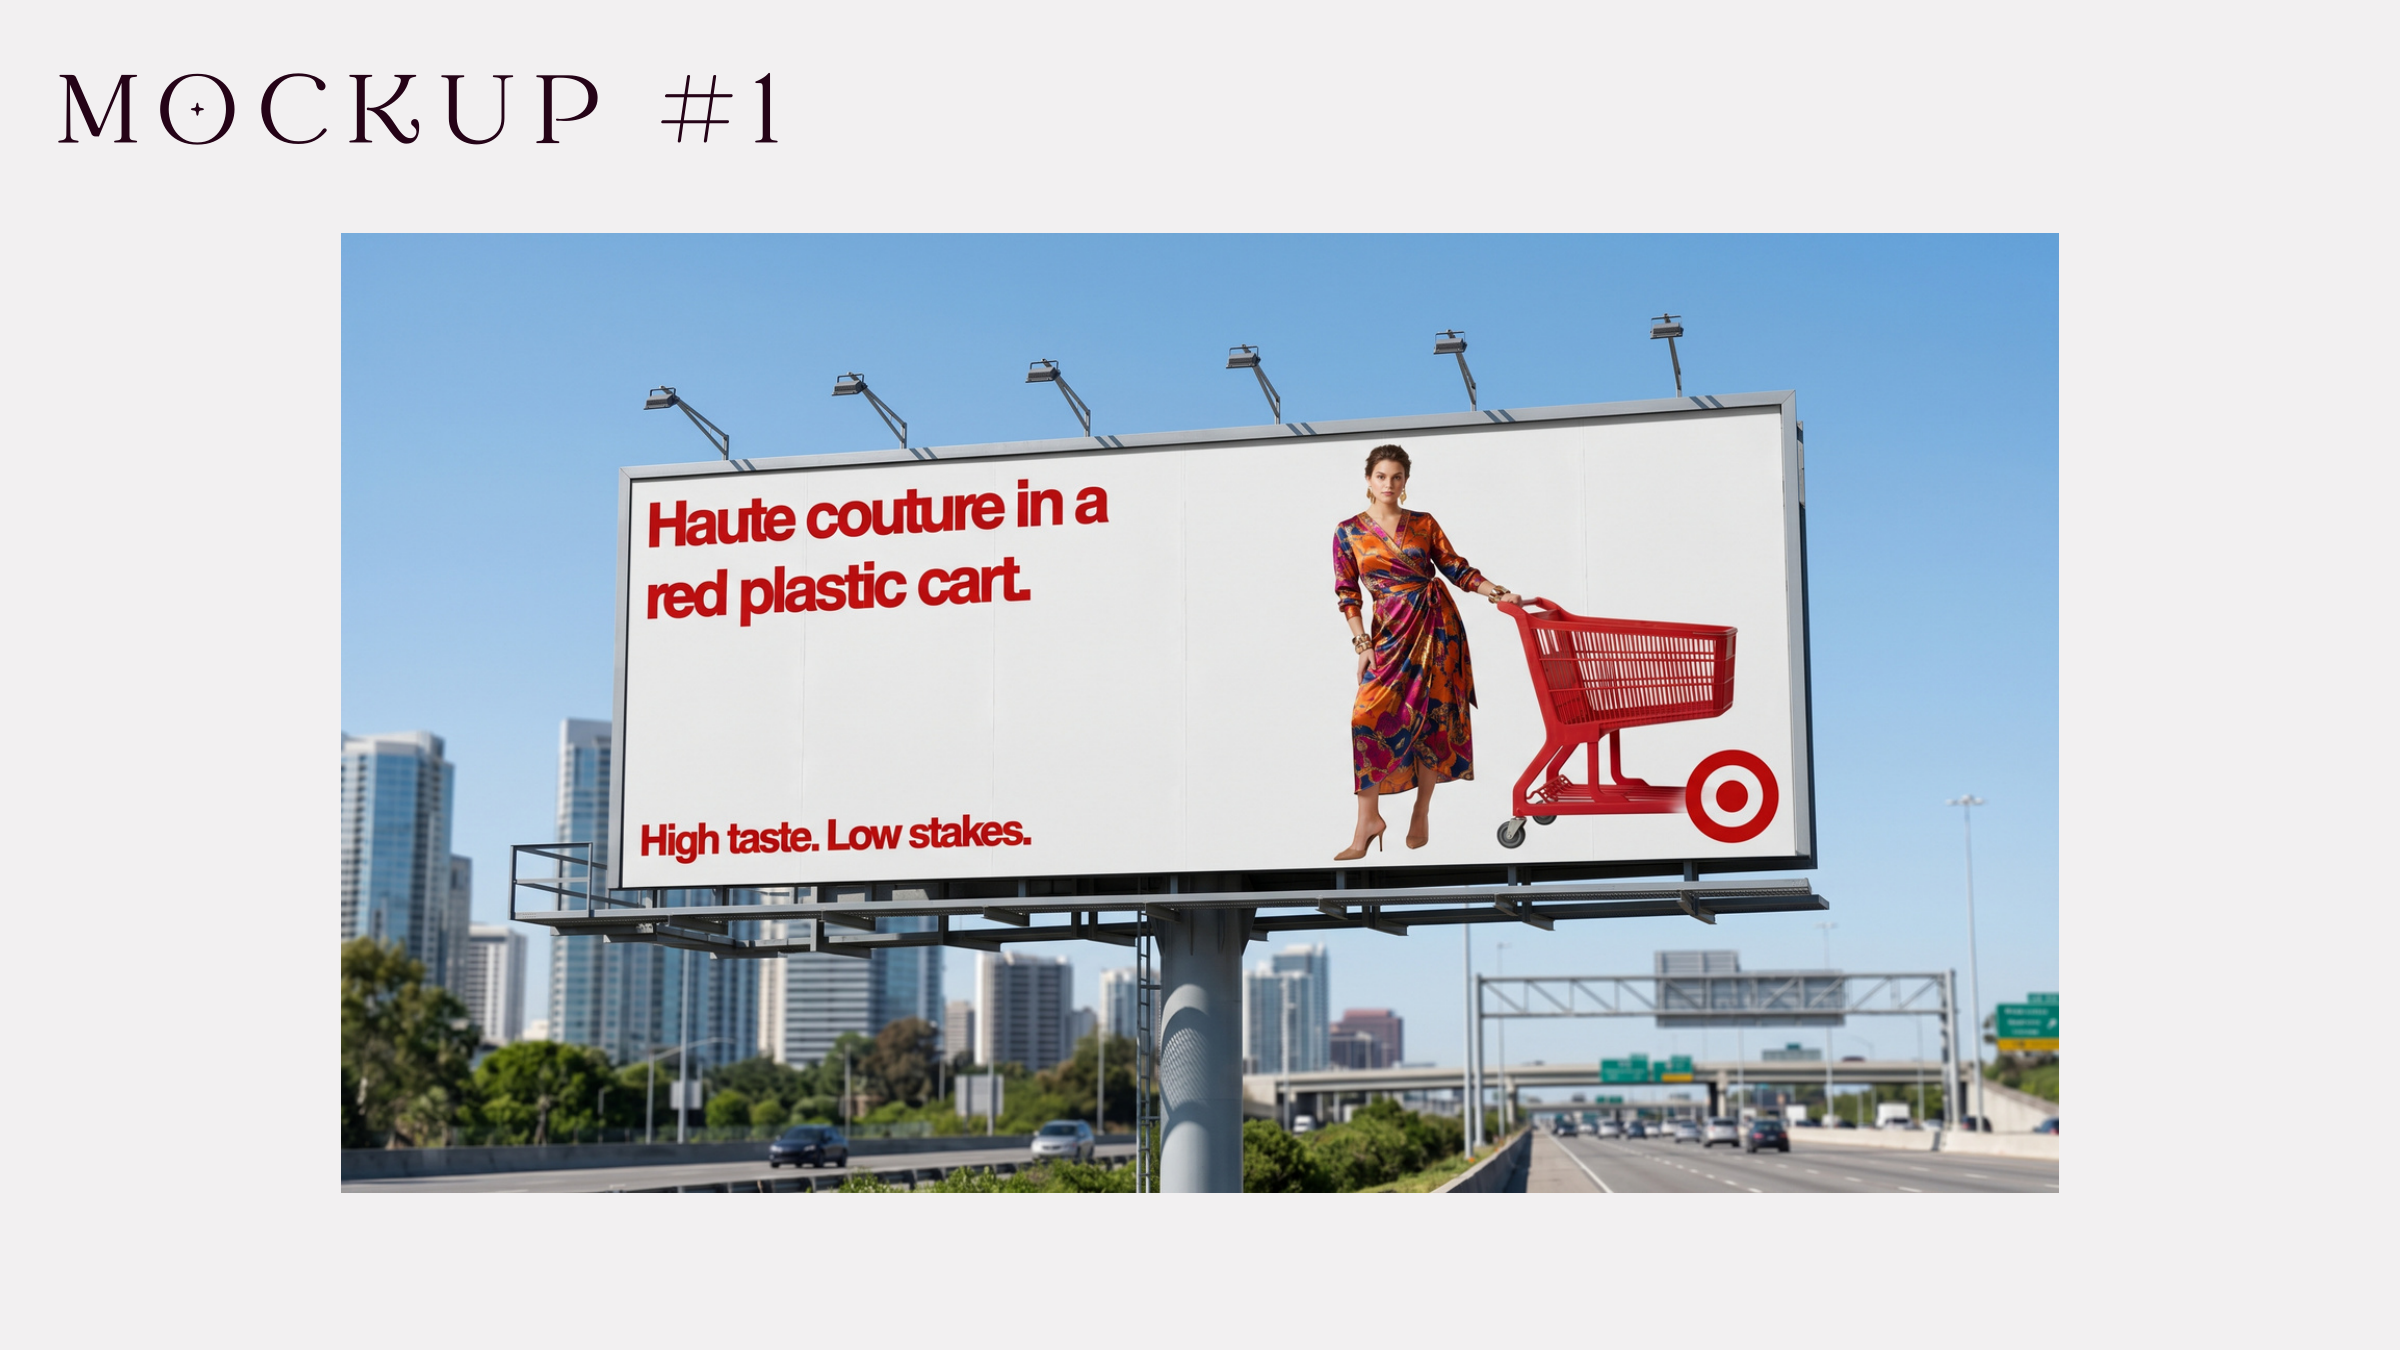 MOCKUP #1
Haute couture in a
red plastic cart.
High taste. Low stakes.